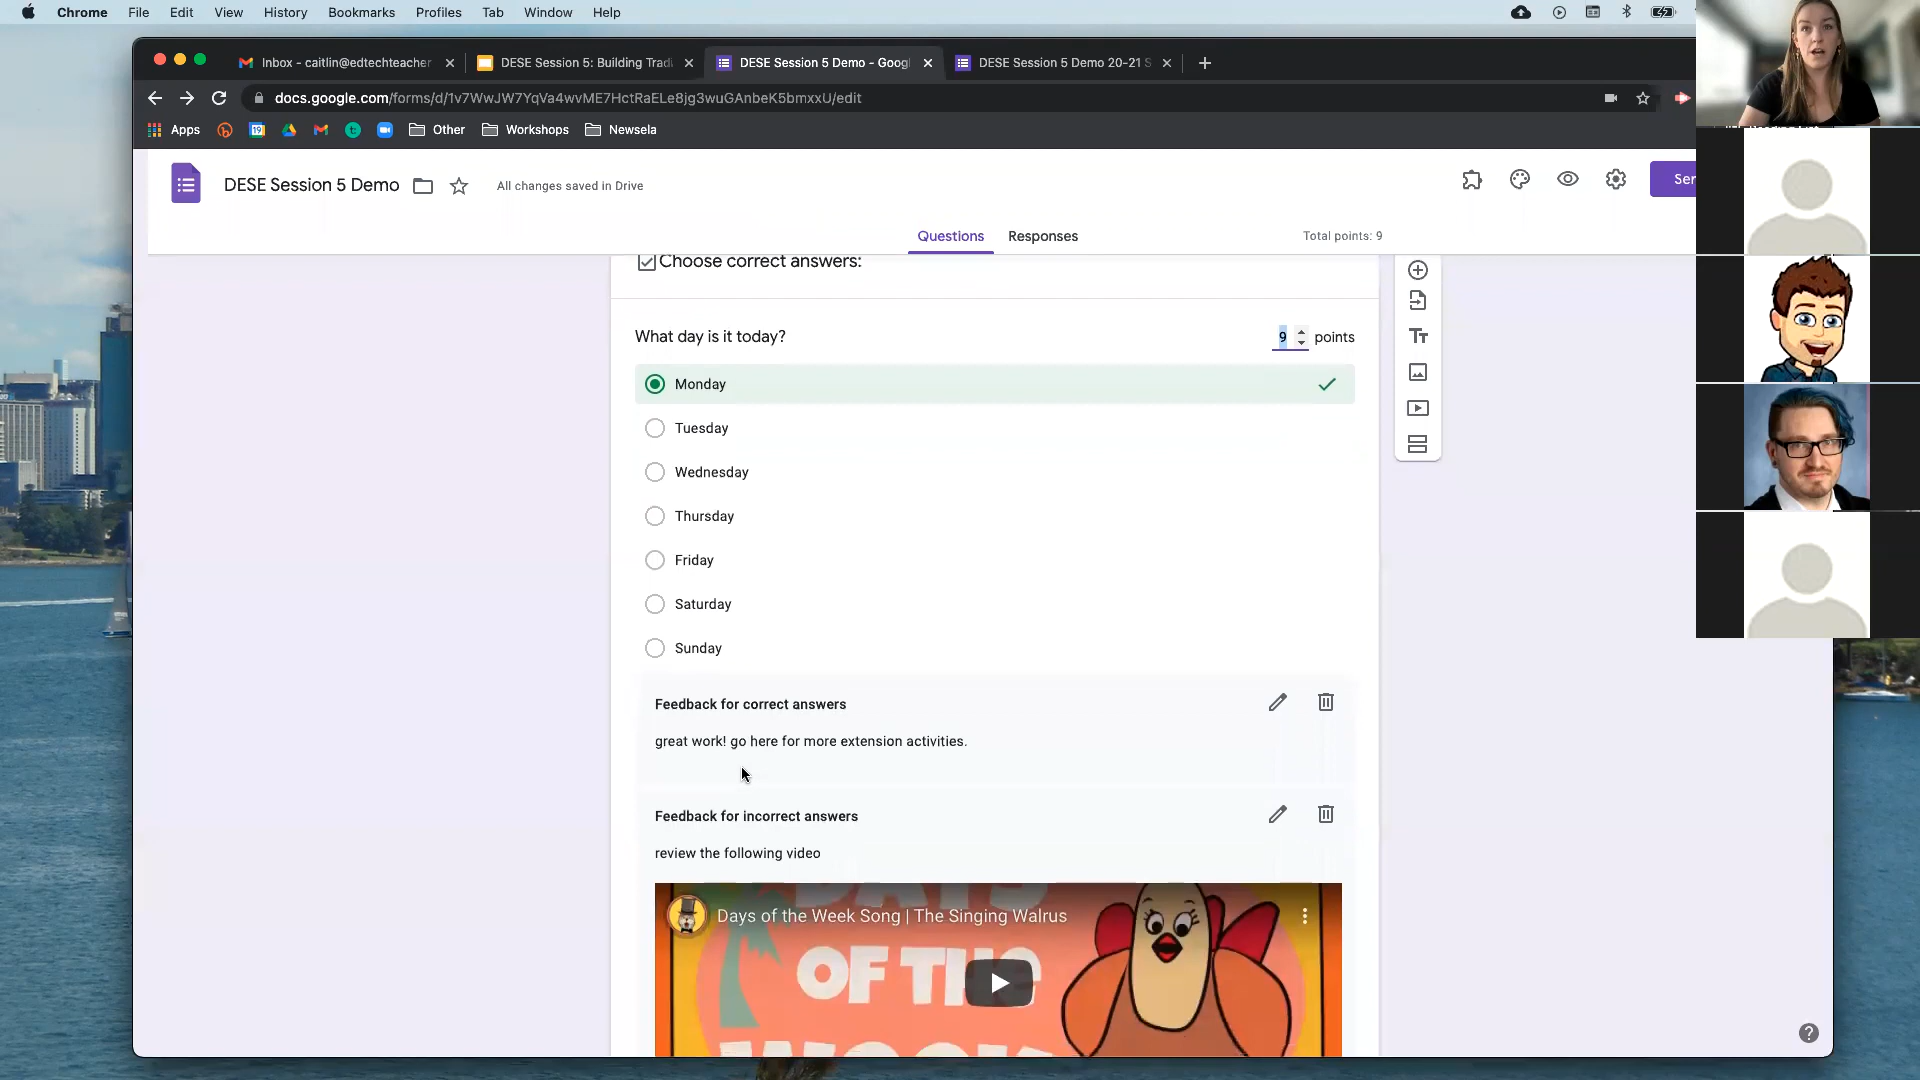 Chrome File Edit View History Bookmarks Profiles Tab Window Help
Inbox - caitlin@edtechteacher
DESE Session 5: Building Tradi
DESE Session 5 Demo - Googl
DESE Session 5 Demo 20-21 S
docs.google.com/forms/d/1v7WwJW7YqVa4wvME7HctRaELe8jg3wuGAnbeK5bmxxU/edit
Apps 19 Other Workshops Newsela
DESE Session 5 Demo
All changes saved in Drive
Ser
Questions Responses Total points: 9
Choose correct answers:
What day is it today? 9 points
Monday
Tuesday
Wednesday
Thursday
Friday
Saturday
Sunday
Feedback for correct answers
great work! go here for more extension activities.
Feedback for incorrect answers
review the following video
Days of the Week Song | The Singing Walrus